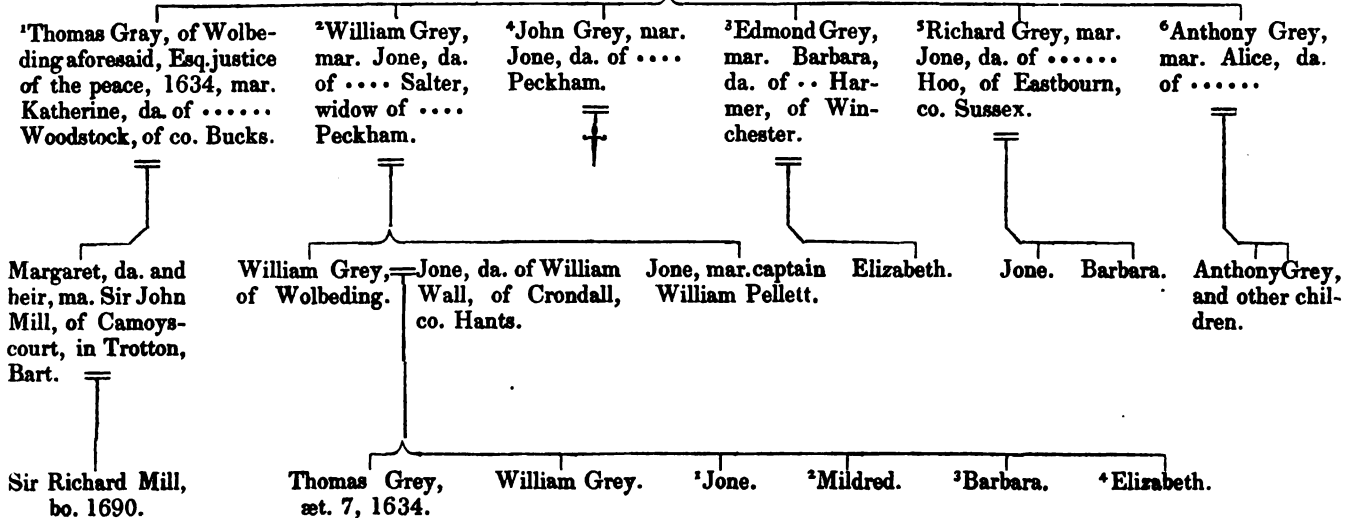 ¹Thomas Gray, of Wolbe-
ding aforesaid, Esq. justice
of the peace, 1634, mar.
Katherine, da. of ······
Woodstock, of co. Bucks.
²William Grey,
mar. Jone, da.
of ···· Salter,
widow of ····
Peckham.
⁴John Grey, mar.
Jone, da. of ····
Peckham.
³Edmond Grey,
mar. Barbara,
da. of ·· Har-
mer, of Win-
chester.
⁵Richard Grey, mar.
Jone, da. of ······
Hoo, of Eastbourn,
co. Sussex.
⁶Anthony Grey,
mar. Alice, da.
of ······
Margaret, da. and
heir, ma. Sir John
Mill, of Camoys-
court, in Trotton,
Bart.
William Grey,
of Wolbeding.
Jone, da. of William
Wall, of Crondall,
co. Hants.
Jone, mar. captain
William Pellett.
Elizabeth.
Jone.
Barbara.
Anthony Grey,
and other chil-
dren.
Sir Richard Mill,
bo. 1690.
Thomas Grey,
æt. 7, 1634.
William Grey.
¹Jone.
²Mildred.
³Barbara.
⁴Elizabeth.